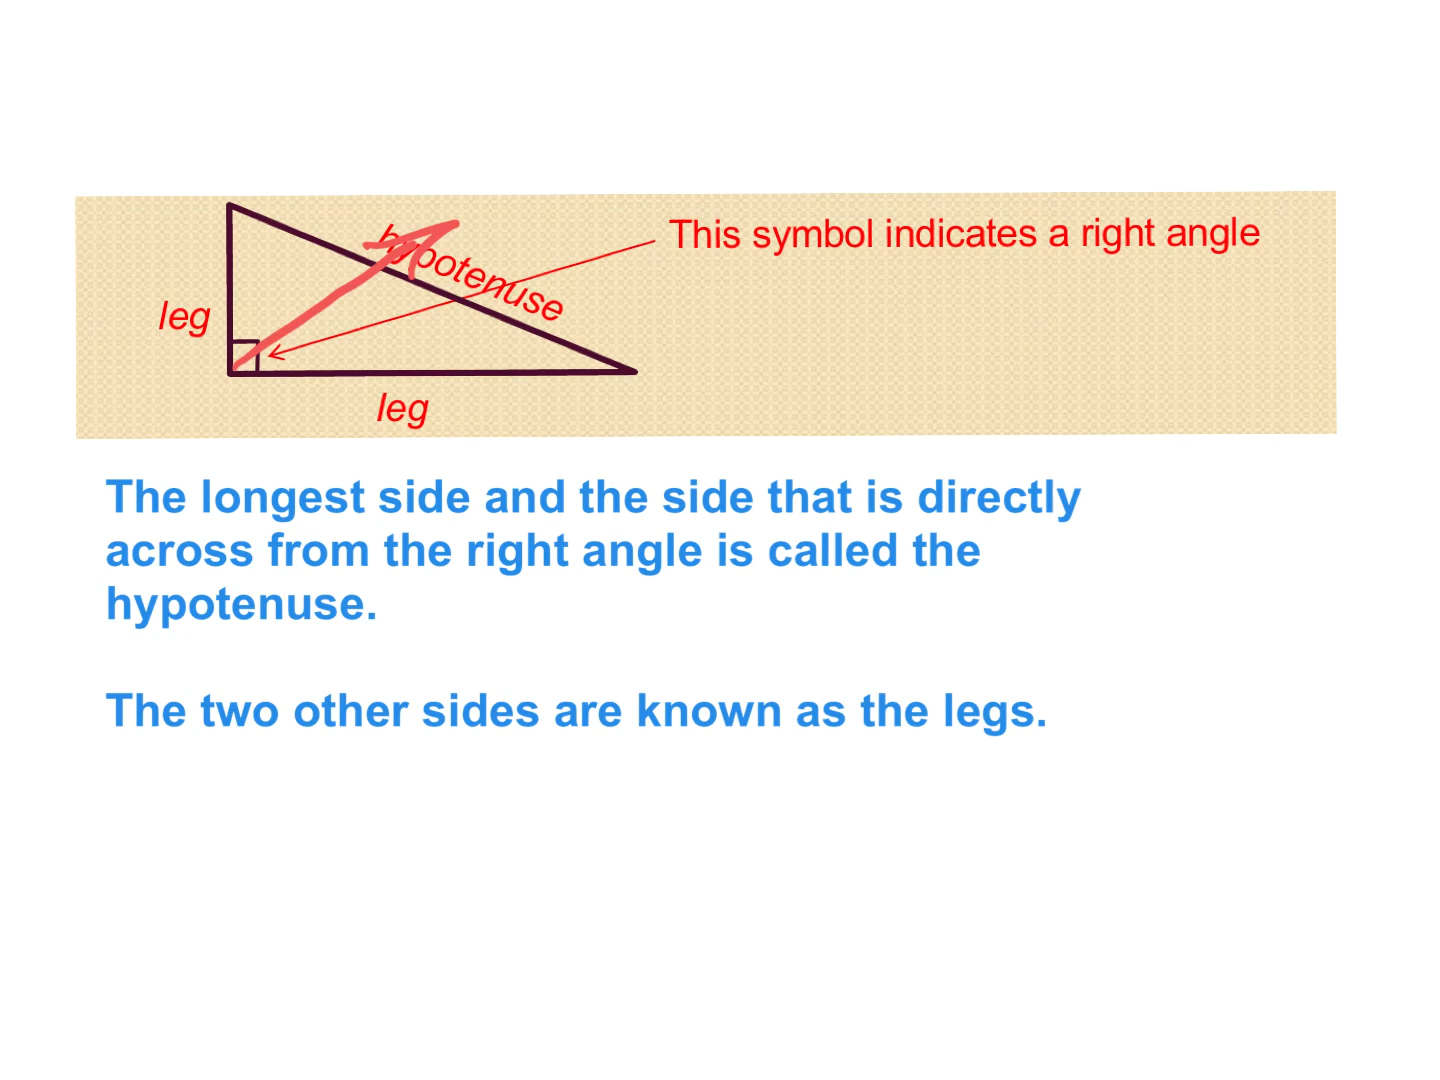 This symbol indicates a right angle
hypotenuse
leg
leg
The longest side and the side that is directly
across from the right angle is called the
hypotenuse.
The two other sides are known as the legs.